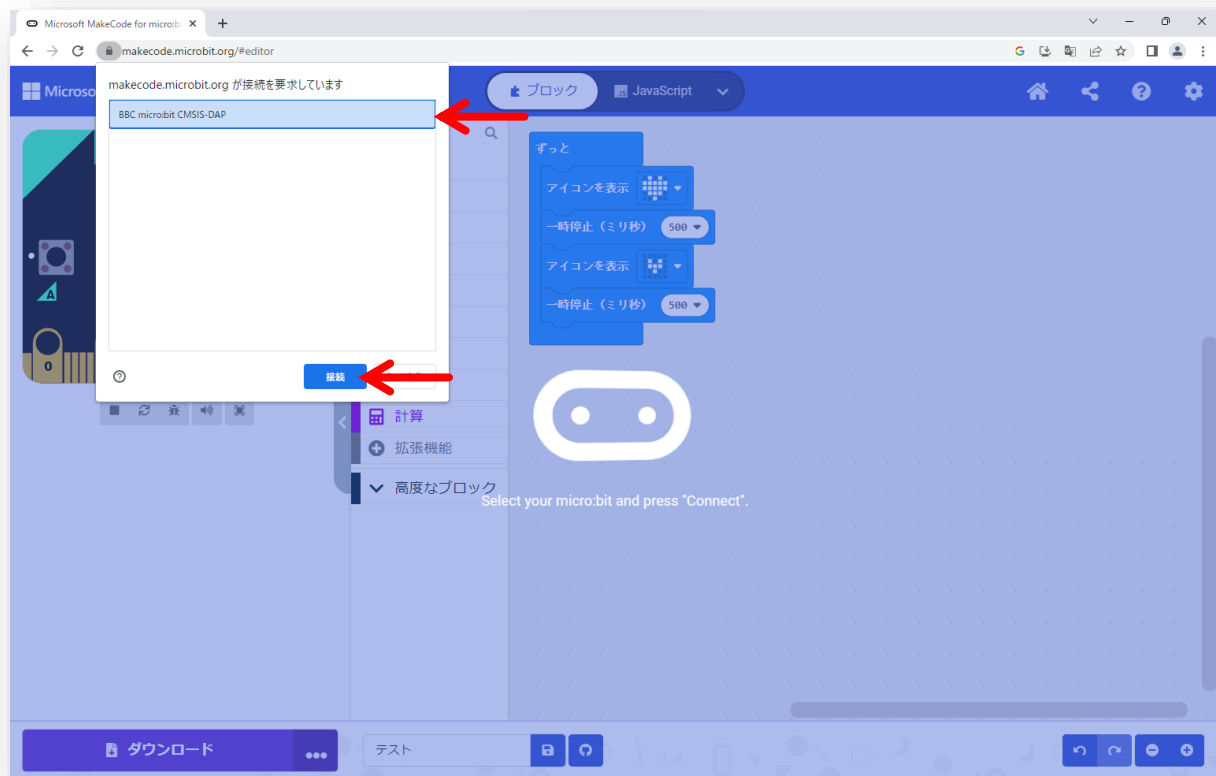 Microsoft MakeCode for micro:b
makecode.microbit.org/#editor
Microso
ブロック
JavaScript
makecode.microbit.org が接続を要求しています
BBC micro:bit CMSIS-DAP
接続
A
0
ずっと
アイコンを表示
一時停止（ミリ秒） 500
アイコンを表示
一時停止（ミリ秒） 500
計算
拡張機能
高度なブロック
Select your micro:bit and press "Connect".
ダウンロード
テスト